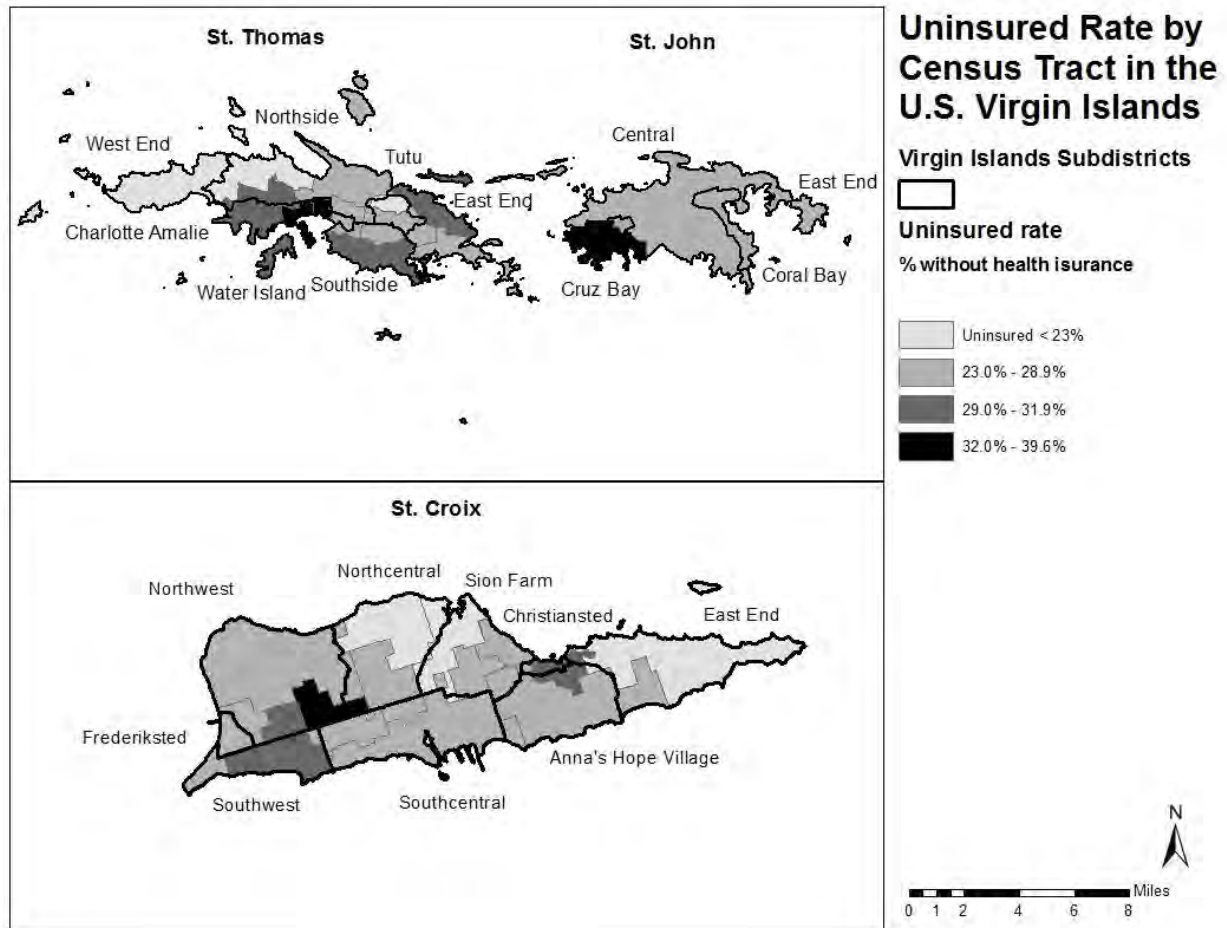 St. Thomas
St. John
Northside
West End
Tutu
Central
East End
East End
Charlotte Amalie
Water Island
Southside
Cruz Bay
Coral Bay
St. Croix
Northwest
Northcentral
Sion Farm
Christiansted
East End
Frederiksted
Anna's Hope Village
Southwest
Southcentral
Uninsured Rate by
Census Tract in the
U.S. Virgin Islands
Virgin Islands Subdistricts
Uninsured rate
% without health isurance
Uninsured < 23%
23.0% - 28.9%
29.0% - 31.9%
32.0% - 39.6%
N
Miles
0 1 2 4 6 8